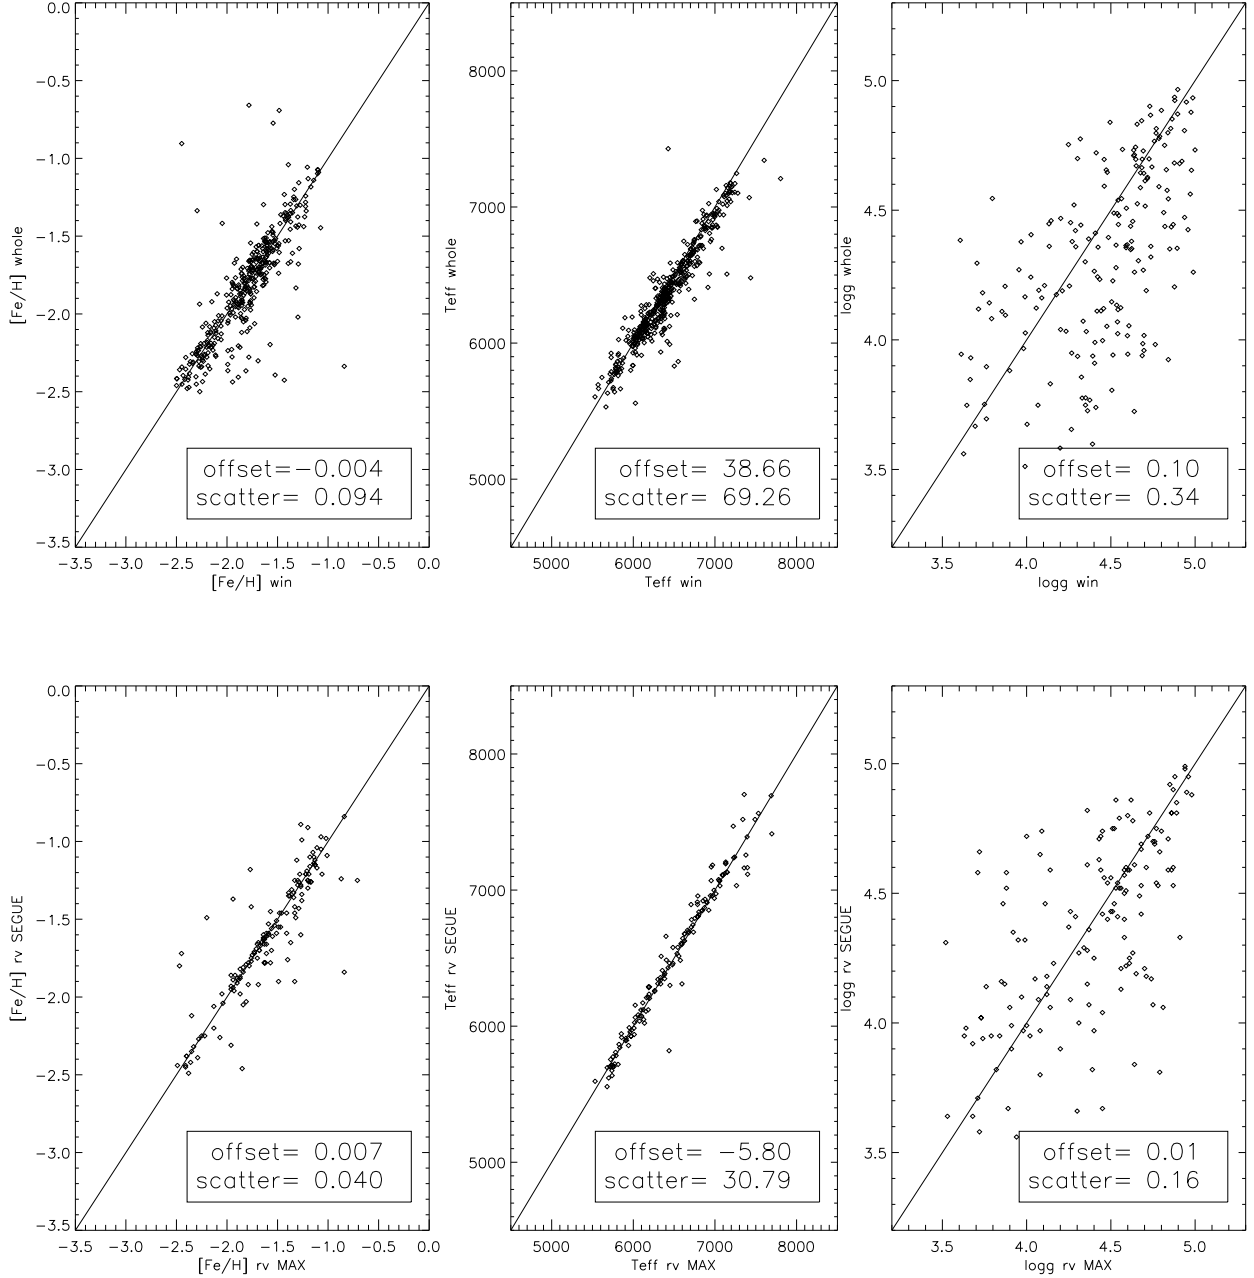 0.0
−0.5
−1.0
−1.5
−2.0
−2.5
−3.0
−3.5
[Fe/H] whole
offset=−0.004
scatter= 0.094
−3.5 −3.0 −2.5 −2.0 −1.5 −1.0 −0.5 0.0
[Fe/H] win
8000
7000
6000
5000
Teff whole
offset= 38.66
scatter= 69.26
5000 6000 7000 8000
Teff win
5.0
4.5
4.0
3.5
logg whole
offset= 0.10
scatter= 0.34
3.5 4.0 4.5 5.0
logg win
0.0
−0.5
−1.0
−1.5
−2.0
−2.5
−3.0
−3.5
[Fe/H] rv SEGUE
offset= 0.007
scatter= 0.040
−3.5 −3.0 −2.5 −2.0 −1.5 −1.0 −0.5 0.0
[Fe/H] rv MAX
8000
7000
6000
5000
Teff rv SEGUE
offset= −5.80
scatter= 30.79
5000 6000 7000 8000
Teff rv MAX
5.0
4.5
4.0
3.5
logg rv SEGUE
offset= 0.01
scatter= 0.16
3.5 4.0 4.5 5.0
logg rv MAX